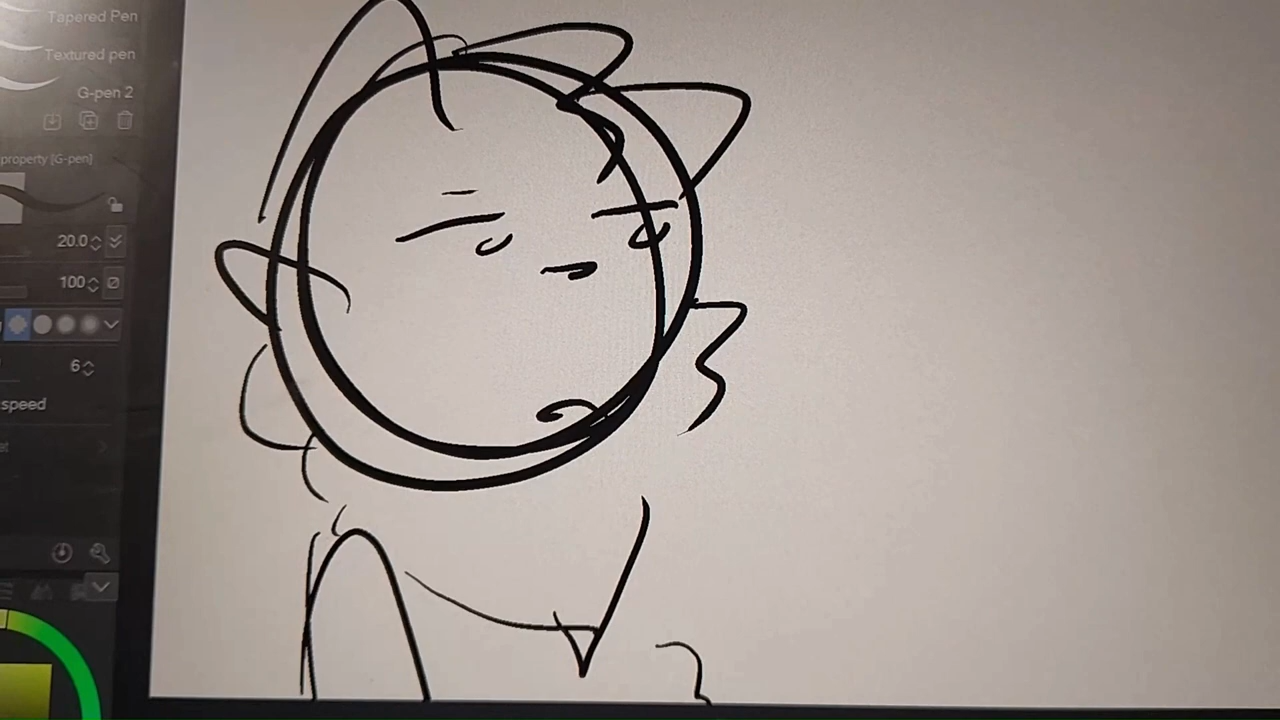 Tapered Pen
Textured pen
G-pen 2
property [G-pen]
20.0
100
6
speed